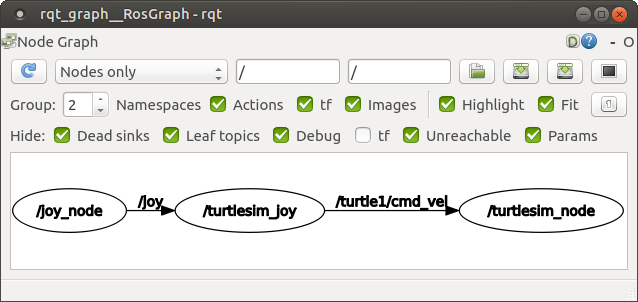 rqt_graph__RosGraph - rqt
Node Graph
D ? - O
Nodes only / /
Group: 2 Namespaces Actions tf Images Highlight Fit
Hide: Dead sinks Leaf topics Debug tf Unreachable Params
/joy_node /joy /turtlesim_joy /turtle1/cmd_vel /turtlesim_node